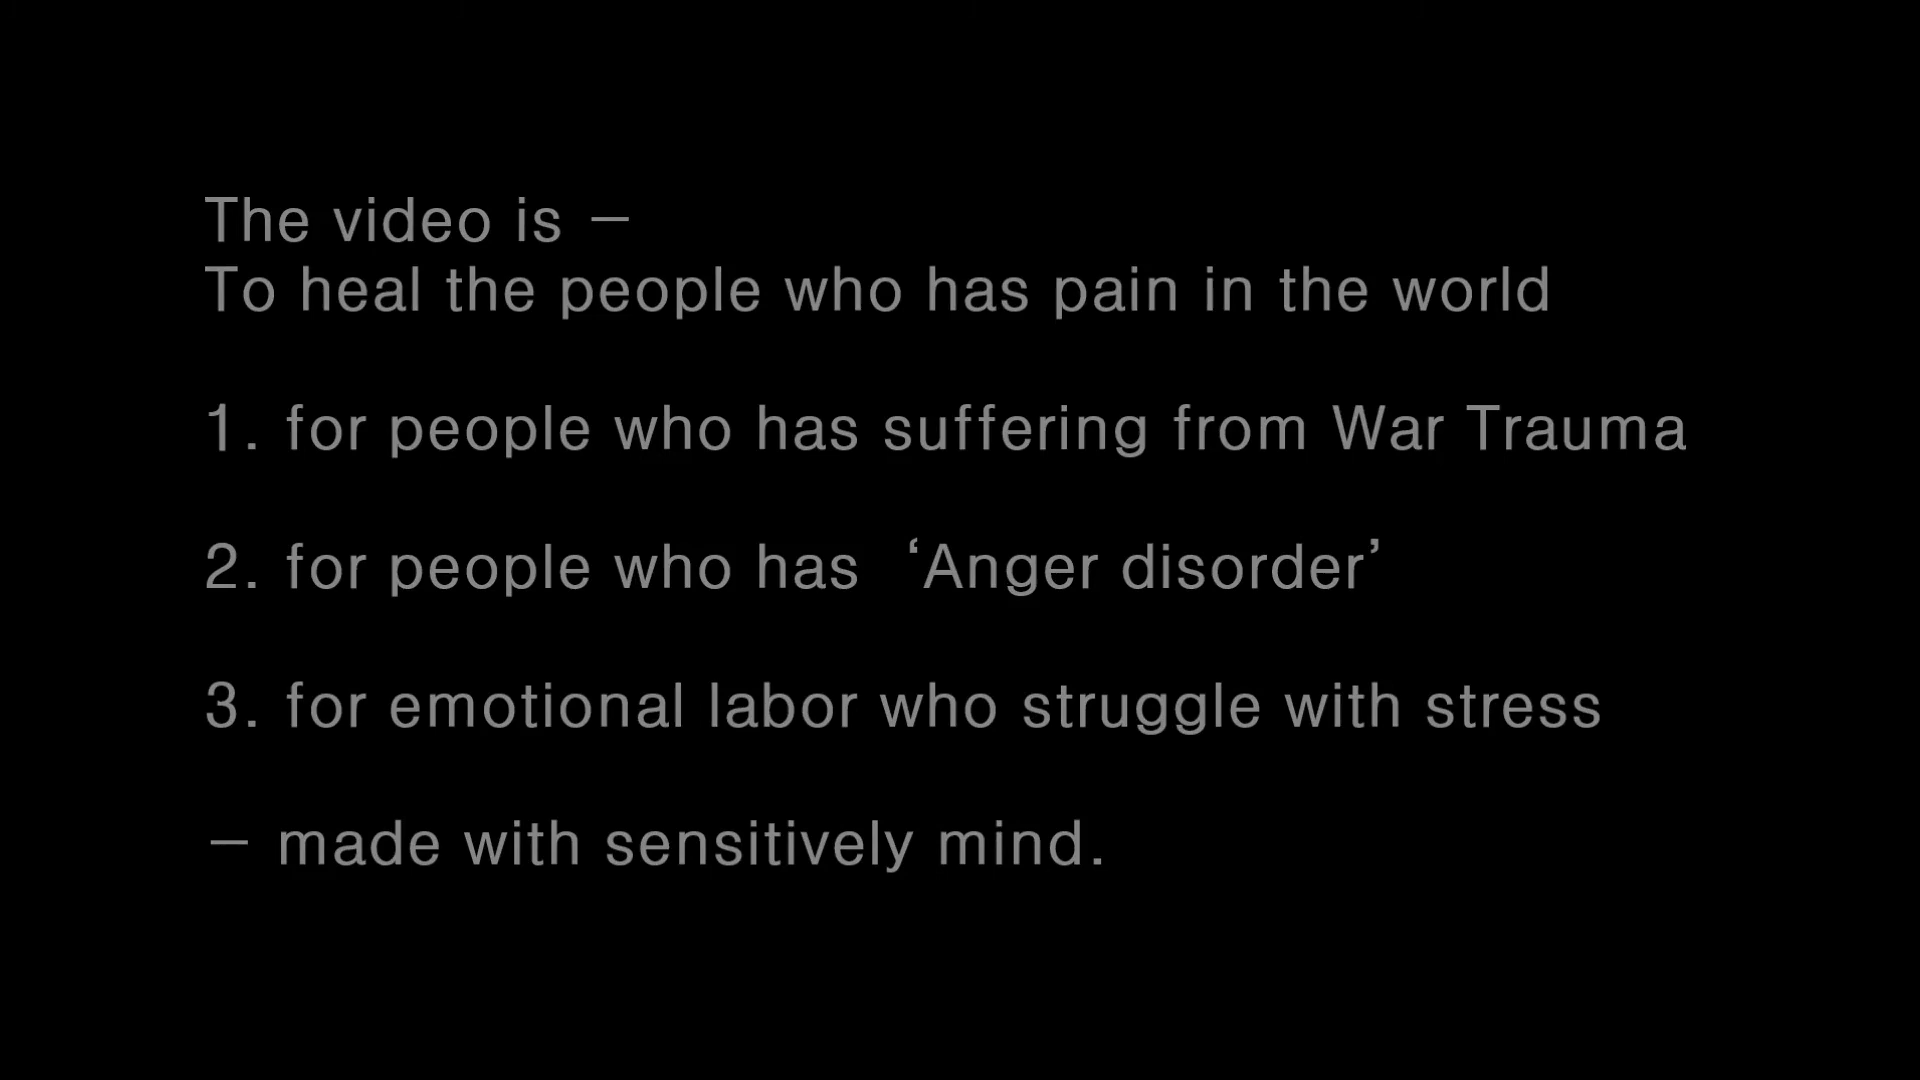 The video is –
To heal the people who has pain in the world
1. for people who has suffering from War Trauma
2. for people who has ‘Anger disorder’
3. for emotional labor who struggle with stress
– made with sensitively mind.